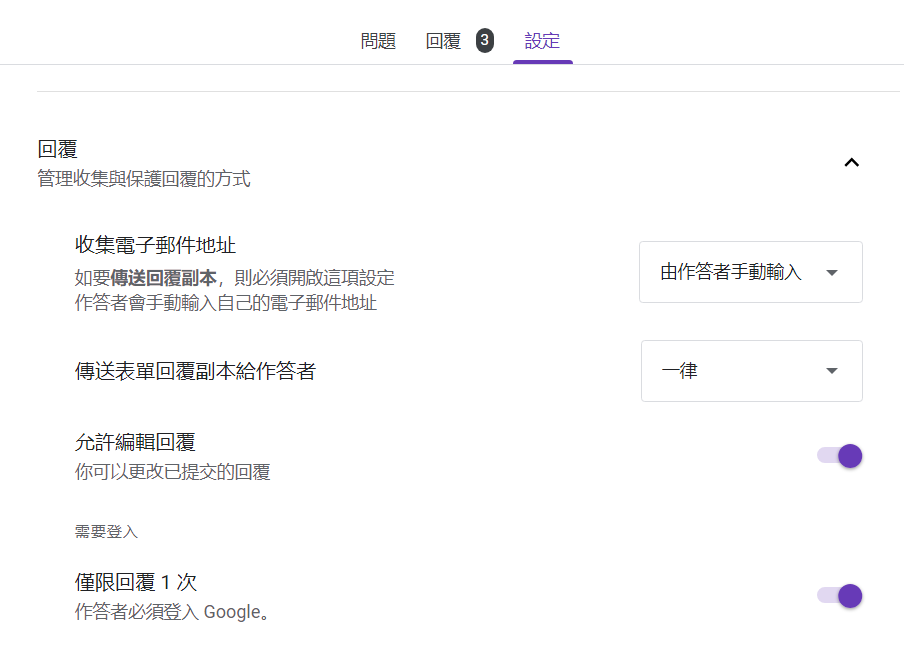 問題 回覆 3 設定
回覆
管理收集與保護回覆的方式
收集電子郵件地址
如要傳送回覆副本，則必須開啟這項設定
作答者會手動輸入自己的電子郵件地址
由作答者手動輸入
傳送表單回覆副本給作答者
一律
允許編輯回覆
你可以更改已提交的回覆
需要登入
僅限回覆 1 次
作答者必須登入 Google。